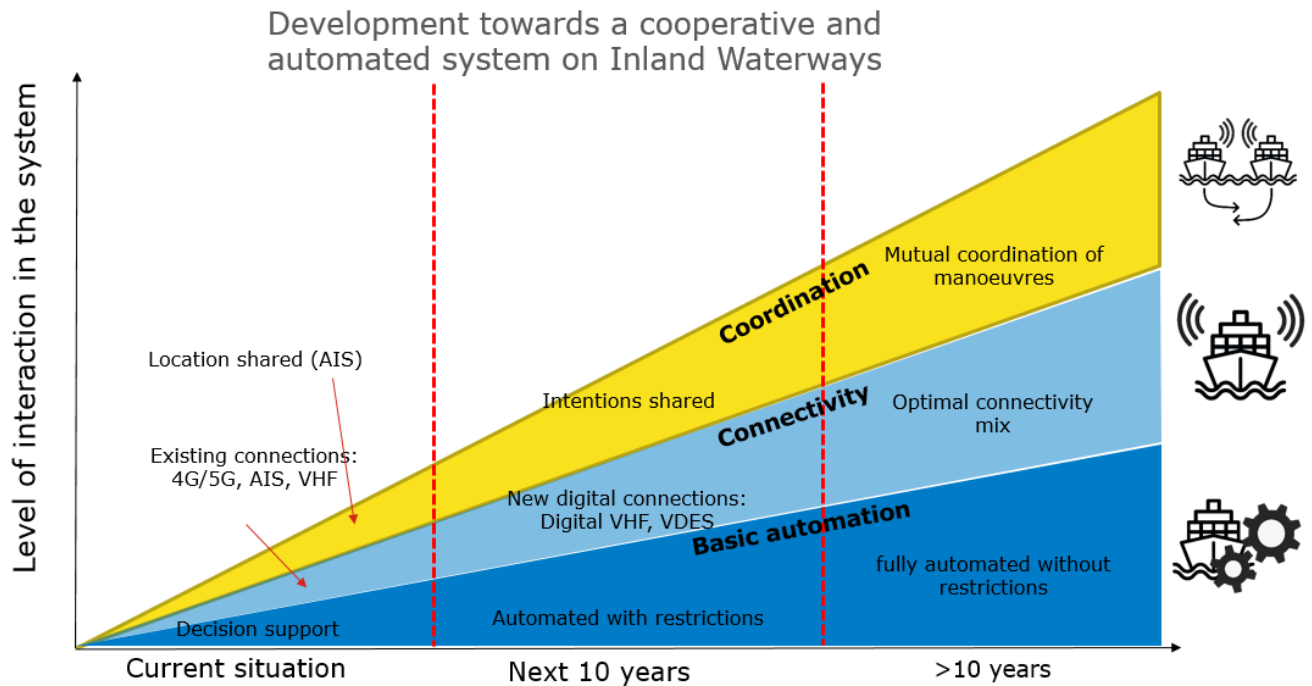 Development towards a cooperative and
automated system on Inland Waterways
Level of interaction in the system
Mutual coordination of
manoeuvres
Coordination
Location shared (AIS)
Intentions shared
Connectivity
Optimal connectivity
mix
Existing connections:
4G/5G, AIS, VHF
New digital connections:
Digital VHF, VDES
Basic automation
fully automated without
restrictions
Decision support
Automated with restrictions
Current situation
Next 10 years
>10 years